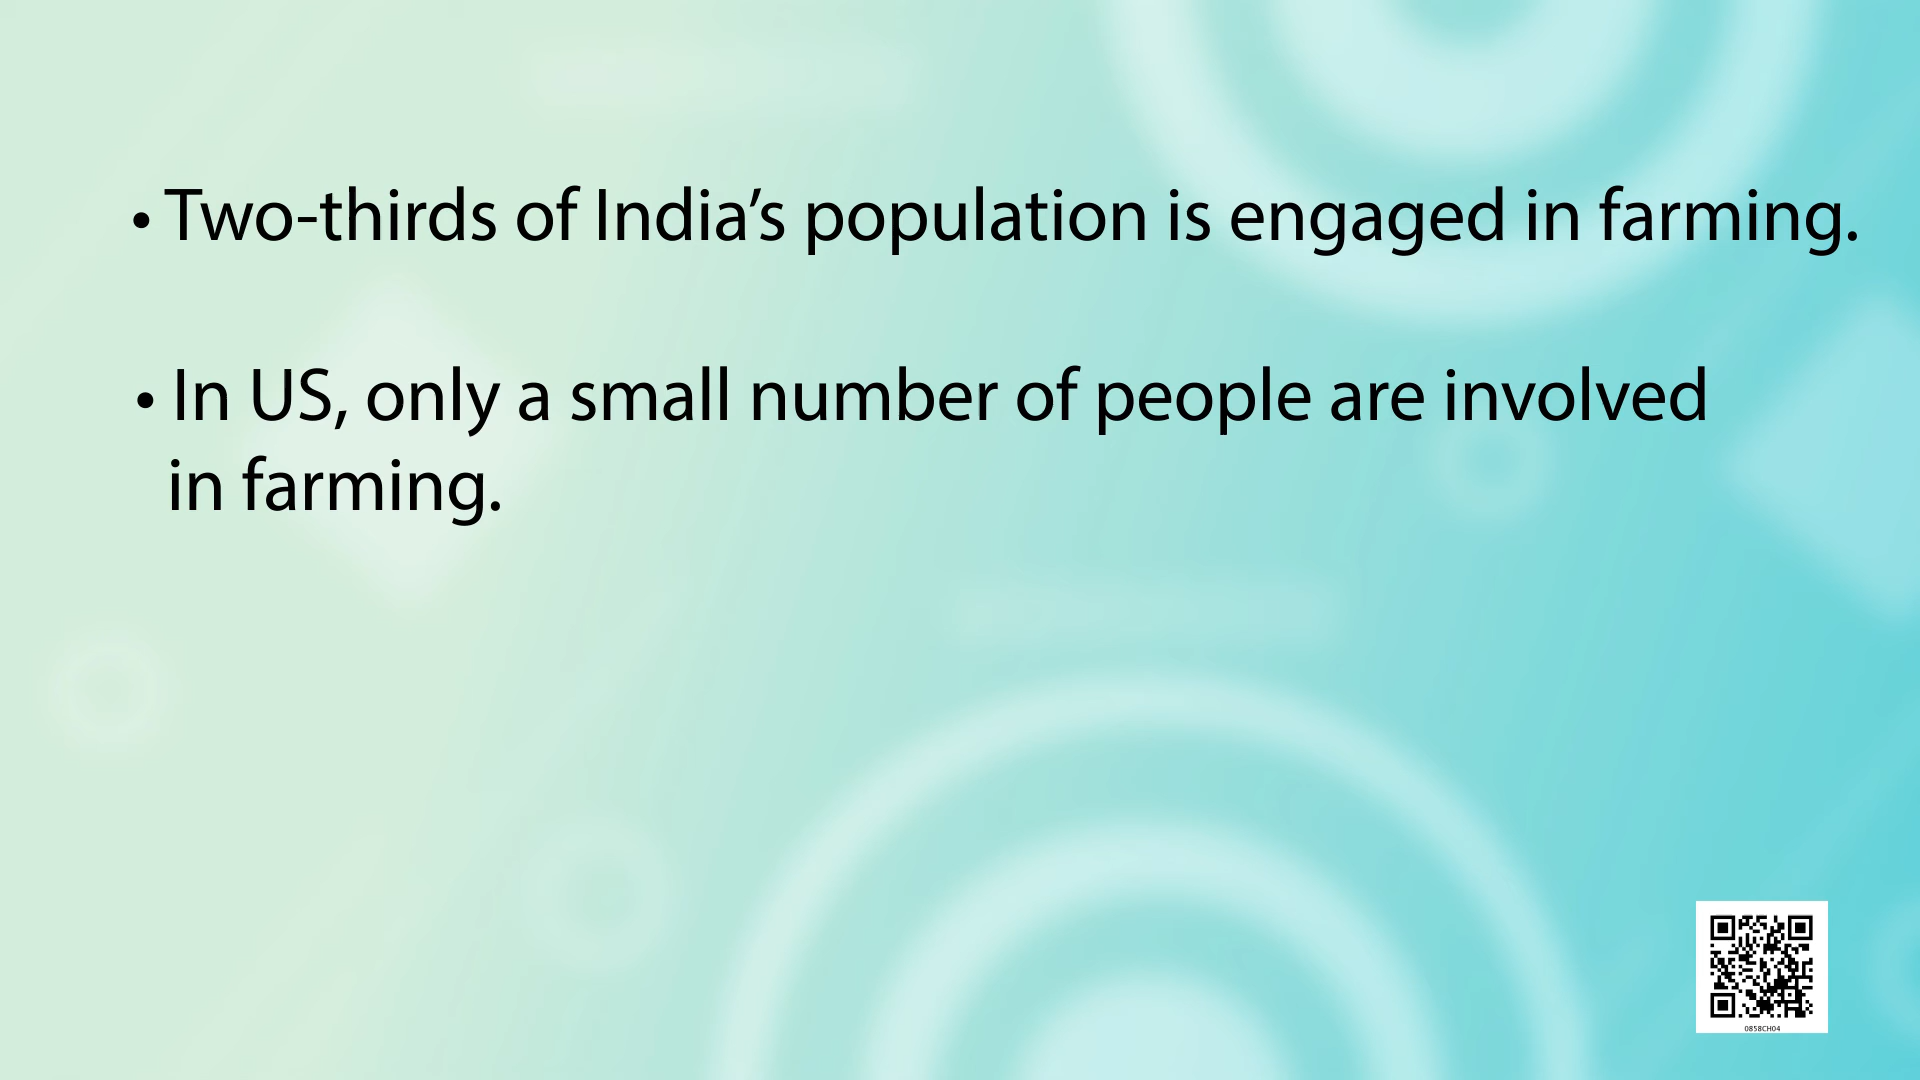 • Two-thirds of India’s population is engaged in farming.
• In US, only a small number of people are involved
in farming.
0858CH04